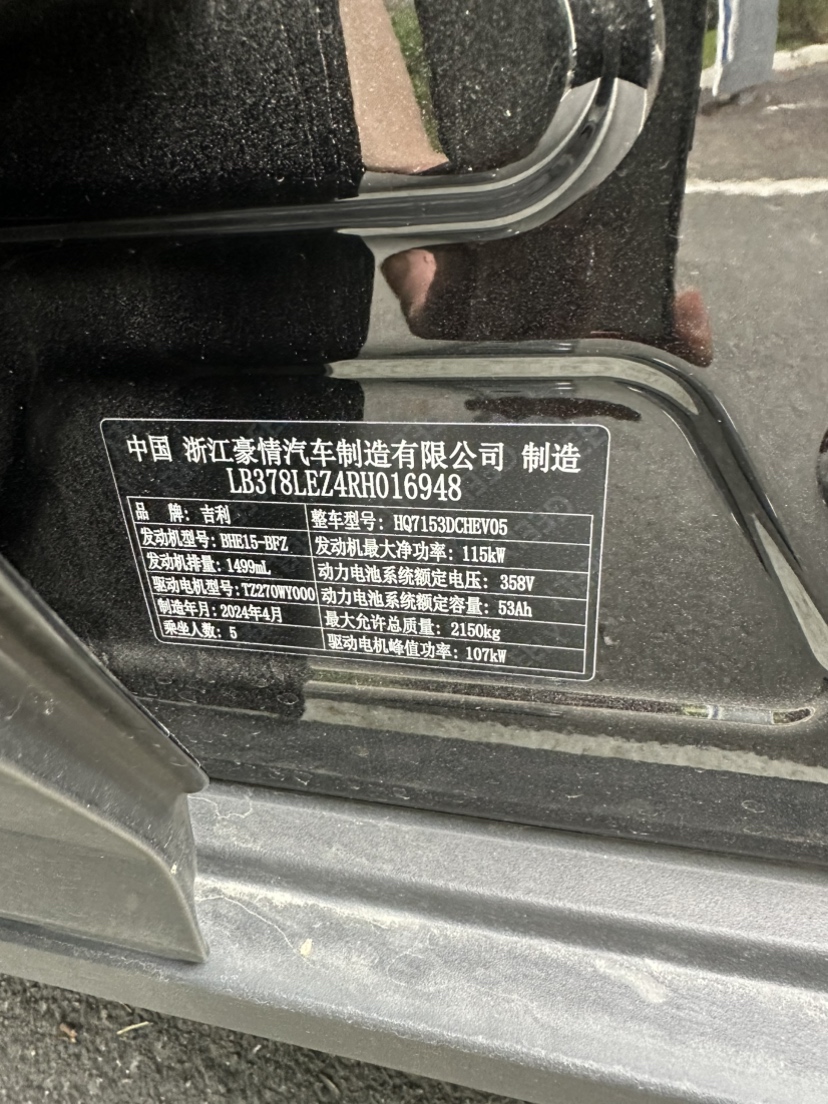 中国 浙江豪情汽车制造有限公司 制造
LB378LEZ4RH016948
品 牌: 吉利
整车型号: HQ7153DCHEV05
发动机型号: BHE15-BFZ
发动机最大净功率: 115kW
发动机排量: 1499mL
动力电池系统额定电压: 358V
驱动电机型号: TZ270WY000
动力电池系统额定容量: 53Ah
制造年月: 2024年4月
最大允许总质量: 2150kg
乘坐人数: 5
驱动电机峰值功率: 107kW